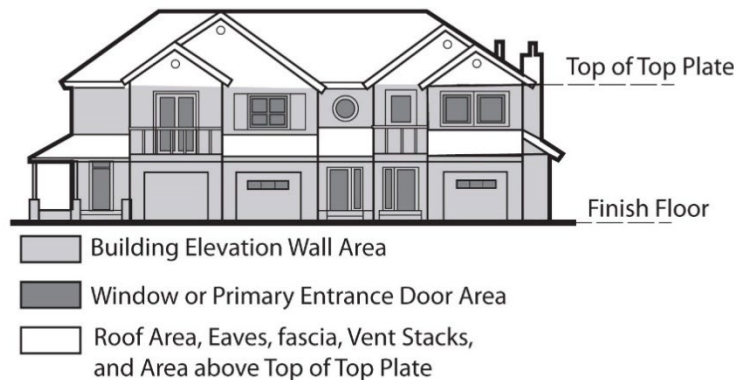 Top of Top Plate
Finish Floor
Building Elevation Wall Area
Window or Primary Entrance Door Area
Roof Area, Eaves, fascia, Vent Stacks,
and Area above Top of Top Plate